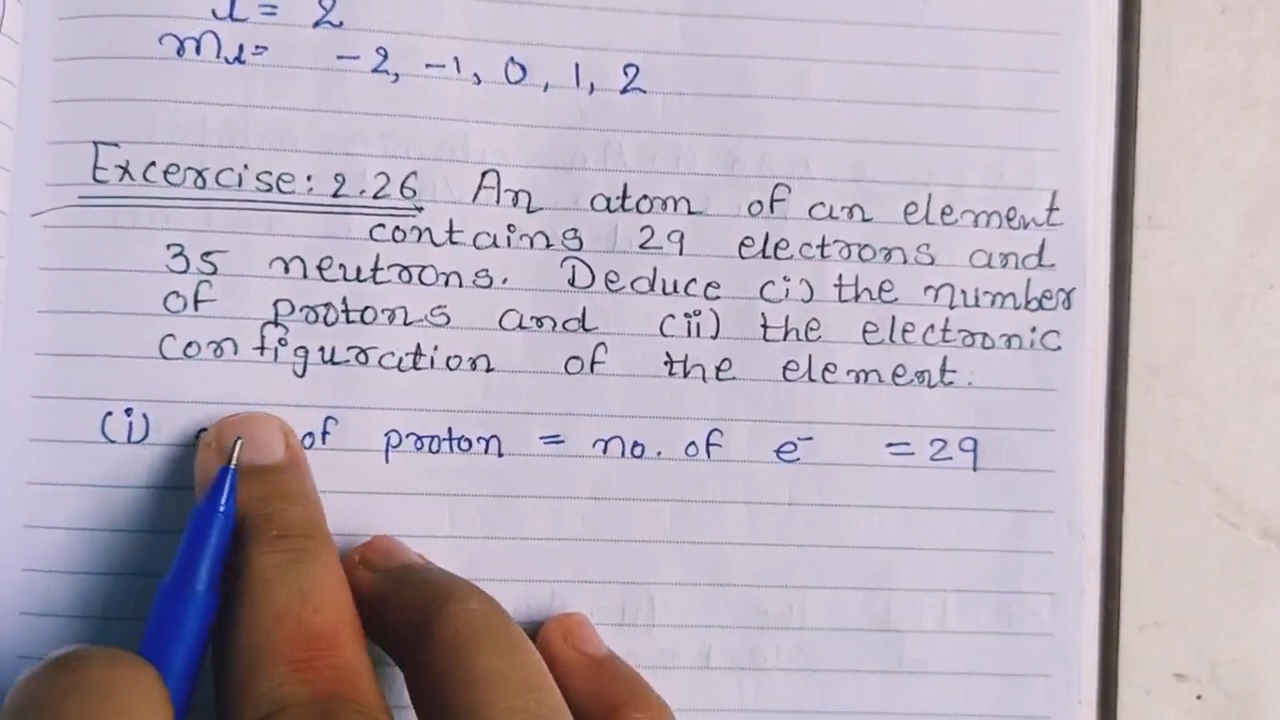 l = 2
ml = -2, -1, 0, 1, 2
Excercise: 2.26 An atom of an element
contains 29 electrons and
35 neutrons. Deduce (i) the number
of protons and (ii) the electronic
configuration of the element.
(i) of proton = no. of e⁻ = 29